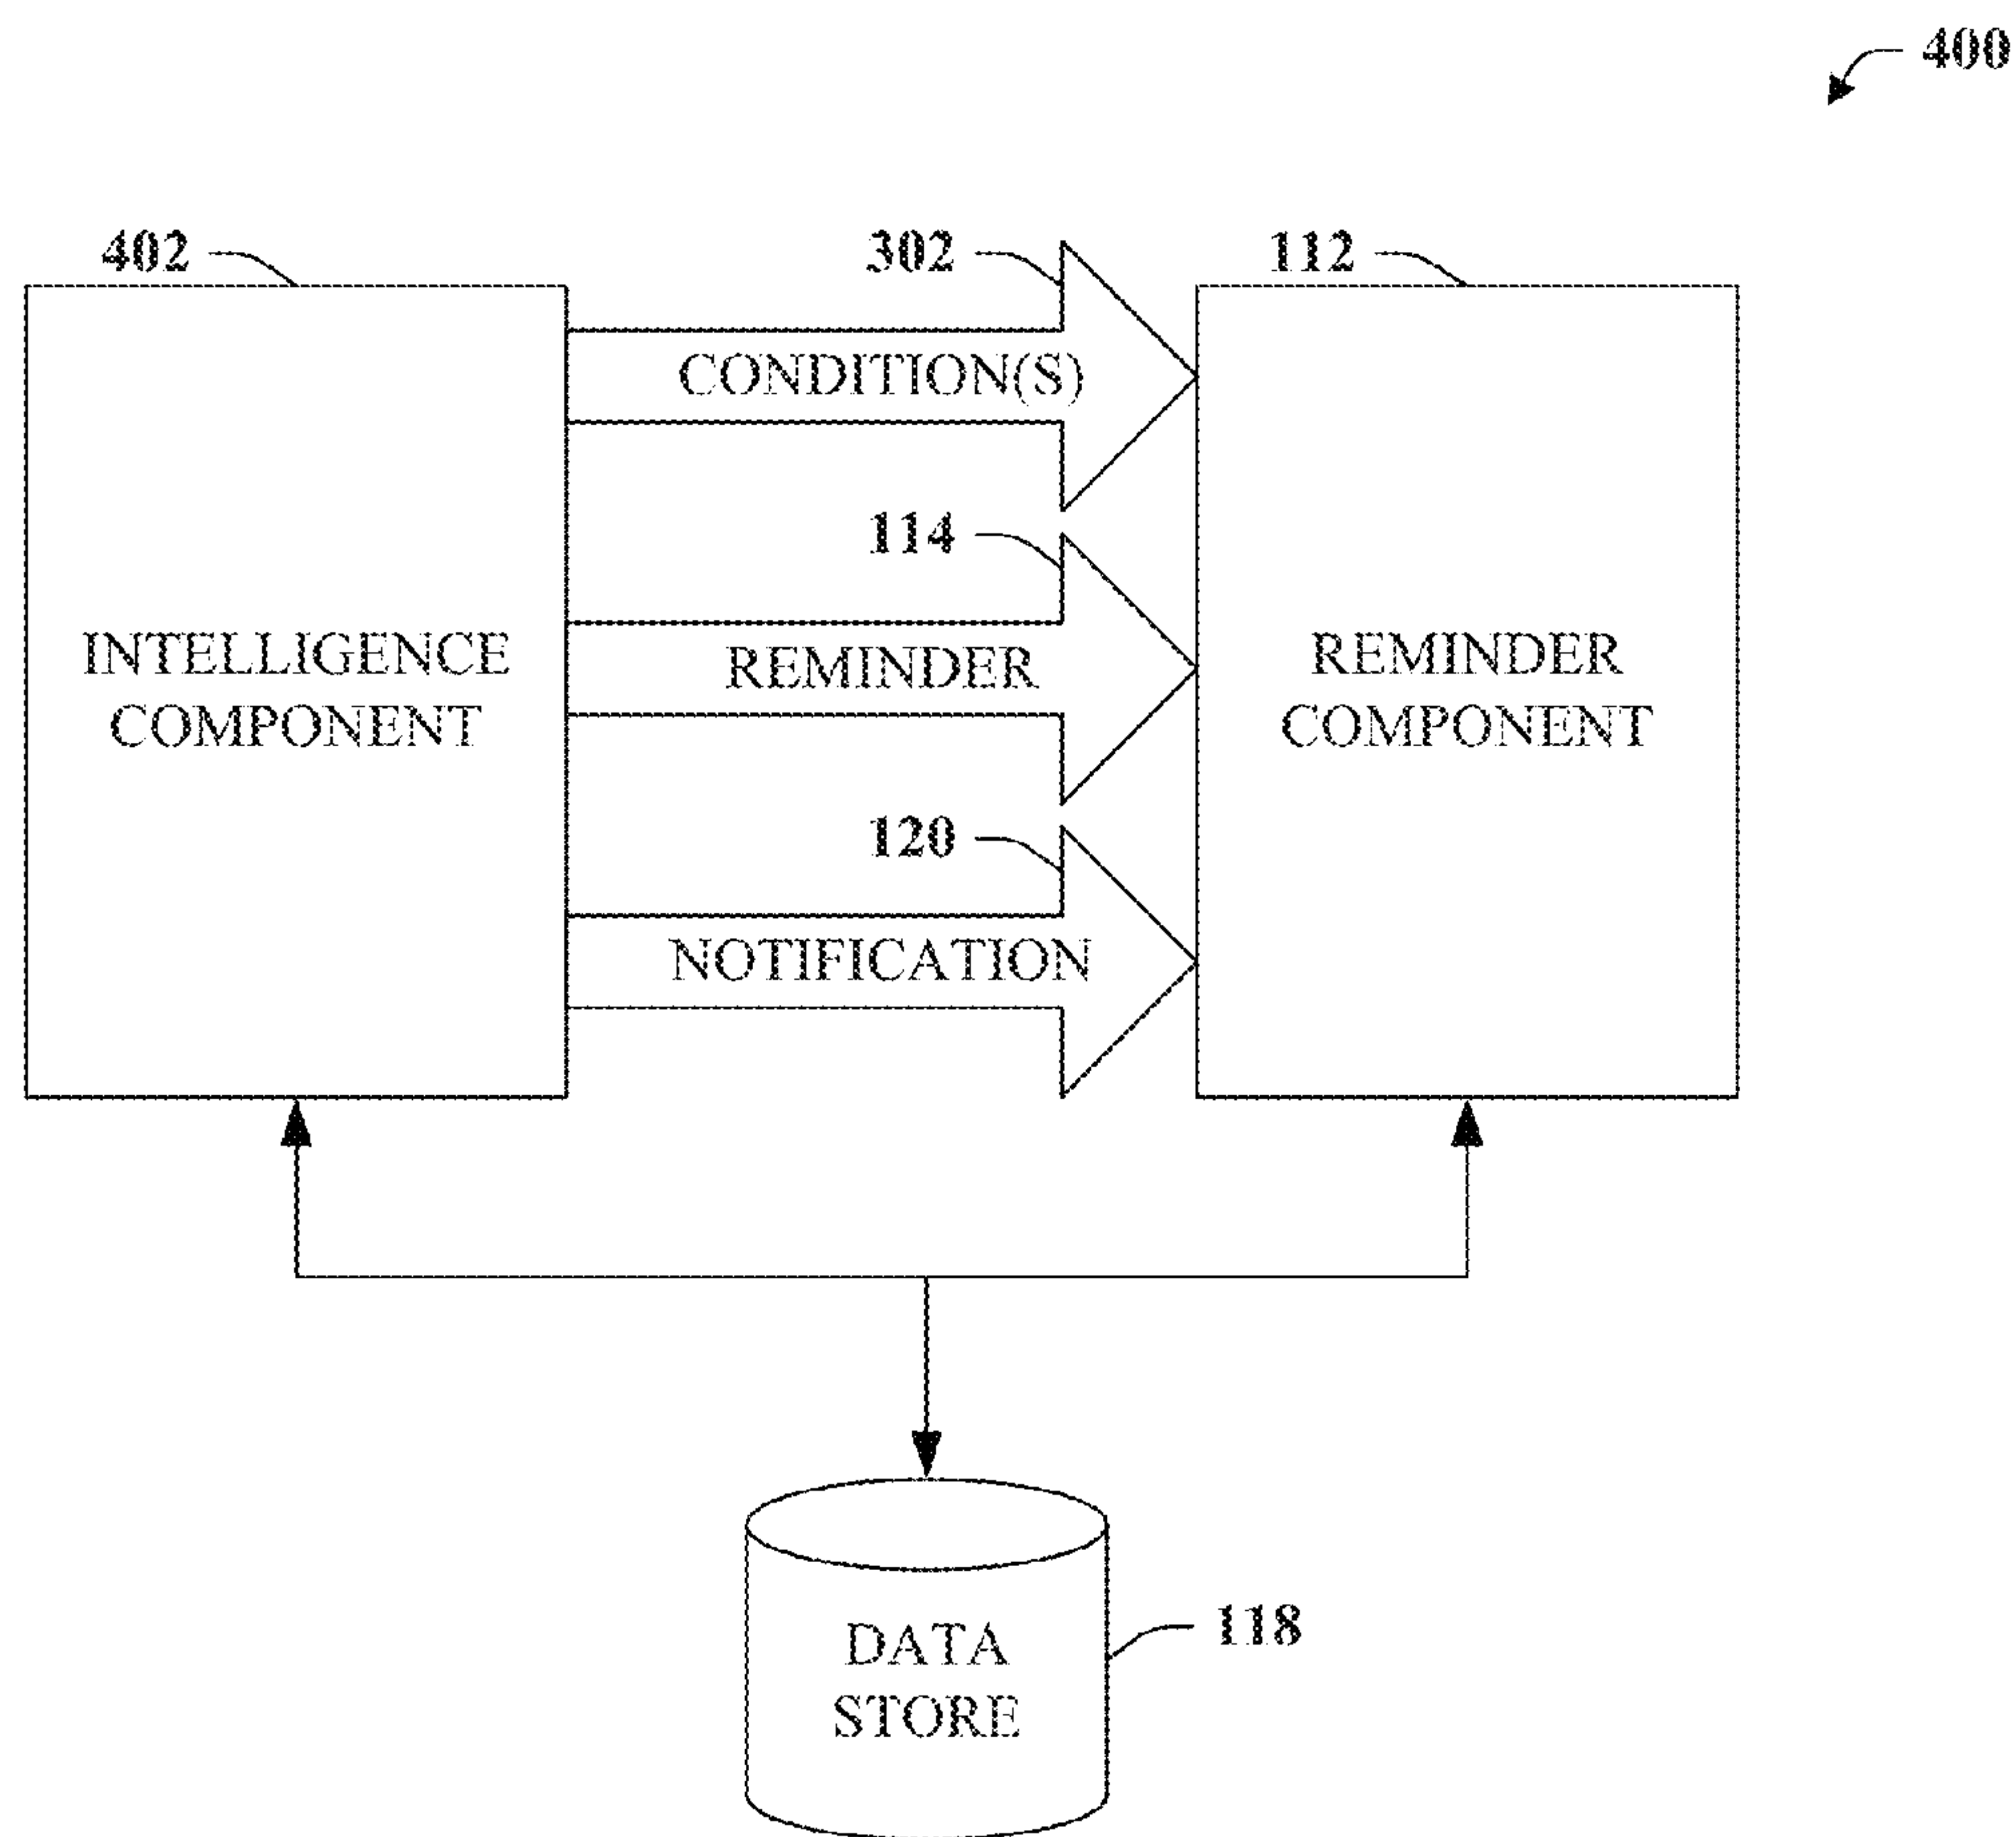 400
402
302
112
CONDITION(S)
114
INTELLIGENCE
COMPONENT
REMINDER
REMINDER
COMPONENT
120
NOTIFICATION
118
DATA
STORE